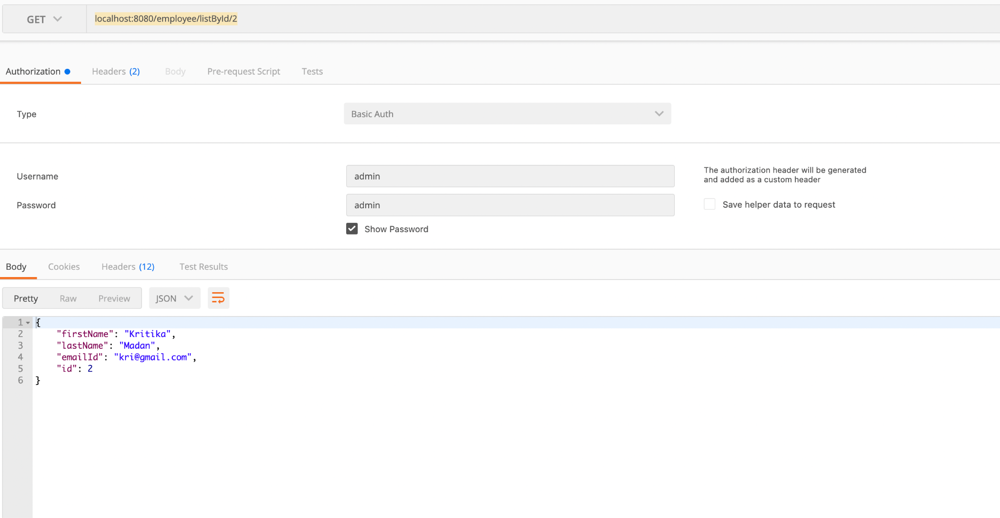 GET localhost:8080/employee/listById/2
Authorization Headers (2) Body Pre-request Script Tests
Type Basic Auth
Username admin The authorization header will be generated
and added as a custom header
Password admin Save helper data to request
Show Password
Body Cookies Headers (12) Test Results
Pretty Raw Preview JSON
1 {
2 "firstName": "Kritika",
3 "lastName": "Madan",
4 "emailId": "kri@gmail.com",
5 "id": 2
6 }